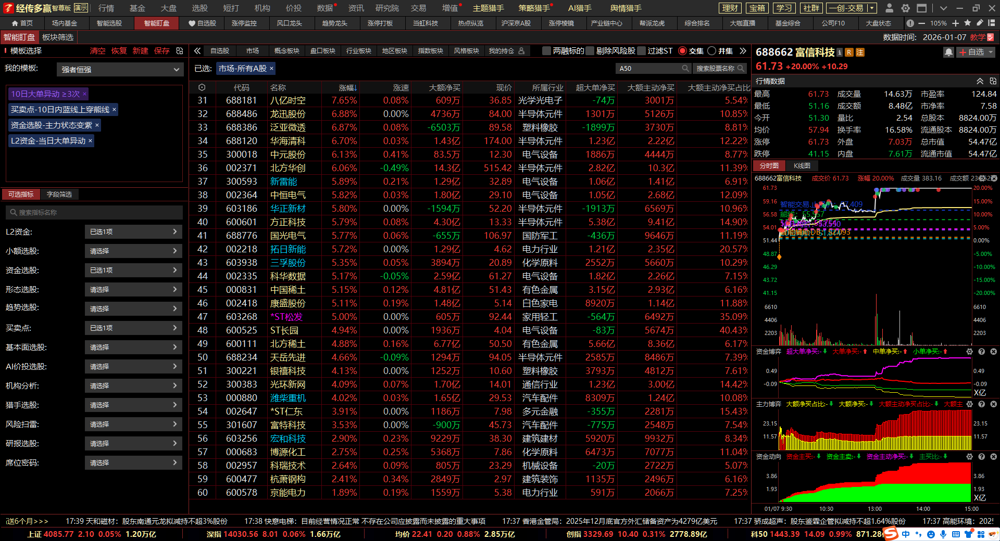 经传多赢 智尊版 演示 行情 基金 大盘 选股 短打 机构 价投 数据 资讯 研究院 交易 增值 主题猎手 策略猎手 AI猎手 舆情猎手 理财 宝箱 学习 社群 一创-交易
首页 场内基金 智能选股 智能盯盘 自选股 涨停监控 风口龙头 趋势龙头 涨停打板 当虹科技 热点纵览 沪深京A股 涨停棱镜 产业链中心 帮派龙虎 综合排名 大咖直播 基金综合 公司F10 大盘状态 105%
智能盯盘 板块筛选 数据时间: 2026-01-07 教学
模板选择 清空 恢复 新建 保存
我的模板: 强者恒强
10日大单异动 ≥3次 ×
买卖点-10日内蓝线上穿熊线 ×
资金选股-主力状态变紫 ×
L2资金-当日大单异动 ×
可选指标 字段筛选
搜索指标名称
L2资金: 已选1项
小额选股: 请选择
资金选股: 已选1项
形态选股: 请选择
趋势选股: 请选择
买卖点: 已选1项
基本面选股: 请选择
AI价投选股: 请选择
机构分析: 请选择
猎手选股: 请选择
风险扫雷: 请选择
研报选股: 请选择
席位密码: 请选择
自选股 市场 概念板块 盘口板块 行业板块 地区板块 指数板块 风格板块 我的持仓 两融标的 剔除风险股 过滤ST 交集 并集
已选: 市场-所有A股 × A50 搜索股票名称
代码 名称 涨幅↓ 涨速 大额净买 现价 所属行业 超大单净买 大额主动净买 大额主动净买占比
31 688181 八亿时空 7.65% 0.08% 609万 36.85 光学光电子 -74万 3001万 5.54%
32 688486 龙迅股份 6.88% 0.00% 4736万 84.00 半导体元件 1301万 5126万 10.85%
33 688386 泛亚微透 6.87% 0.08% -6503万 89.58 塑料橡胶 -1899万 3730万 8.81%
34 688120 华海清科 6.70% 0.03% 1.43亿 174.00 半导体元件 1.23亿 2.22亿 12.22%
35 300018 中元股份 6.13% 0.41% 83.5万 12.30 电气设备 1886万 4444万 8.77%
36 002371 北方华创 6.06% -0.49% 14.3亿 515.42 半导体元件 2.82亿 10.3亿 11.39%
37 300593 新雷能 5.89% 0.21% 1.29亿 32.89 电气设备 1.06亿 1.41亿 6.91%
38 002364 中恒电气 5.82% 0.03% 1.80亿 29.10 电气设备 1.05亿 2.68亿 12.09%
39 603186 华正新材 5.80% 0.00% -1594万 52.20 光学光电子 -1913万 6569万 10.96%
40 600601 方正科技 5.79% 0.08% 4.30亿 13.33 光学光电子 5.38亿 9.41亿 14.90%
41 688776 国光电气 5.77% 0.06% -655万 106.97 国防军工 -436万 9646万 11.19%
42 002218 拓日新能 5.72% 0.00% 1.29亿 4.62 电力行业 1.21亿 2.35亿 20.57%
43 603938 三孚股份 5.35% 0.05% 3894万 20.89 化学原料 2552万 5660万 10.29%
44 002335 科华数据 5.17% -0.05% 2.59亿 61.27 电气设备 1.82亿 2.26亿 7.15%
45 000831 中国稀土 5.15% 0.12% 4.81亿 51.43 有色金属 3.15亿 2.93亿 6.16%
46 002418 康盛股份 5.11% 0.19% 1.48亿 5.14 白色家电 8920万 1.14亿 11.88%
47 603268 *ST松发 5.00% 0.00% 605万 92.44 家用轻工 -564万 6492万 35.09%
48 600525 ST长园 4.94% 0.00% 1936万 4.04 电气设备 -83万 5674万 40.43%
49 600111 北方稀土 4.88% 0.16% 6.77亿 50.50 有色金属 5.66亿 8.36亿 6.17%
50 688234 天岳先进 4.66% -0.09% 1294万 94.05 半导体元件 2585万 8486万 7.39%
51 300221 银禧科技 4.13% 0.00% 1252万 10.60 塑料橡胶 3793万 4812万 7.61%
52 300383 光环新网 4.09% 0.07% 1.70亿 14.01 通信行业 1.23亿 3.00亿 14.42%
53 000880 潍柴重机 4.02% 0.03% 1.65亿 29.53 汽车配件 8309万 1.24亿 10.08%
54 002647 *ST仁东 3.91% 0.00% 1186万 7.98 多元金融 -355万 2281万 15.43%
55 301607 富特科技 3.53% 0.00% -900万 45.73 汽车配件 -775万 2548万 7.54%
56 603256 宏和科技 2.90% 0.23% 9229万 38.30 建筑建材 5920万 9932万 8.34%
57 000683 博源化工 2.75% 0.25% 5368万 7.86 化学原料 6473万 7077万 11.04%
58 002957 科瑞技术 2.64% 0.09% 805万 23.29 机械设备 -20万 2722万 5.07%
59 600477 杭萧钢构 2.41% 0.34% 2849万 2.97 建筑装饰 1135万 2496万 6.16%
60 600578 京能电力 1.89% 0.19% 1559万 5.38 电力行业 591万 2066万 7.25%
688662 富信科技 R 注 自选
61.73 +20.00% +10.29
行情数据
最高 61.73 成交量 14.63万 市盈率 124.84
最低 51.16 成交额 8.48亿 市净率 7.58
今开 51.30 量比 2.54 总股本 8824.00万
均价 57.94 换手率 16.58% 流通股本 8824.00万
涨停 61.73 外盘 7.03万 总市值 54.47亿
跌停 41.15 内盘 7.61万 流通市值 54.47亿
分时图 K线图
688662富信科技 成交价 61.73 涨幅 20.00% 成交量 383.16 成交额
61.73 20.00%
59.16 15.00%
56.58 10.00%
54.01 5.00%
51.44 0.00%
48.87 -5.00%
46.29 -10.00%
43.72 -15.00%
41.15 -20.00%
6610 6610
4406 4406
2203 2203
资金博弈 超大单净买:- 大单净买:- 中单净买:- 小单净买:-
0.49 0.49
-0.09 -0.09
X亿
主力博弈 大额净买占比:- 大额净买:- 大额主动净买占比:- 大额主
23.15 23.15
11.57 11.57
资金动向 资金主买:- 资金主卖:- 资金主动净买:- 主买比:-
3.86 3.86
1.93 1.93
X亿
01/07 9:30 10:30 13:00 14:00 15:00
送6个月>>> 17:39 天和磁材：股东南通元龙拟减持不超3%股份 17:38 快意电梯：目前经营情况正常 不存在公司应披露而未披露的重大事项 17:37 香港金管局：2025年12月底官方外汇储备资产为4279亿美元 17:37 骄成超声：股东鉴霖企管拟减持不超1.64%股份 17:37 高能环境：202
上证 4085.77 2.10 0.05% 1.20万亿 深指 14030.56 8.01 0.06% 1.66万亿 均价 22.41 0.20 0.88% 2.85万亿 创指 3329.69 10.40 0.31% 2778.89亿 科50 1443.39 14.09 0.99% 871.28 中